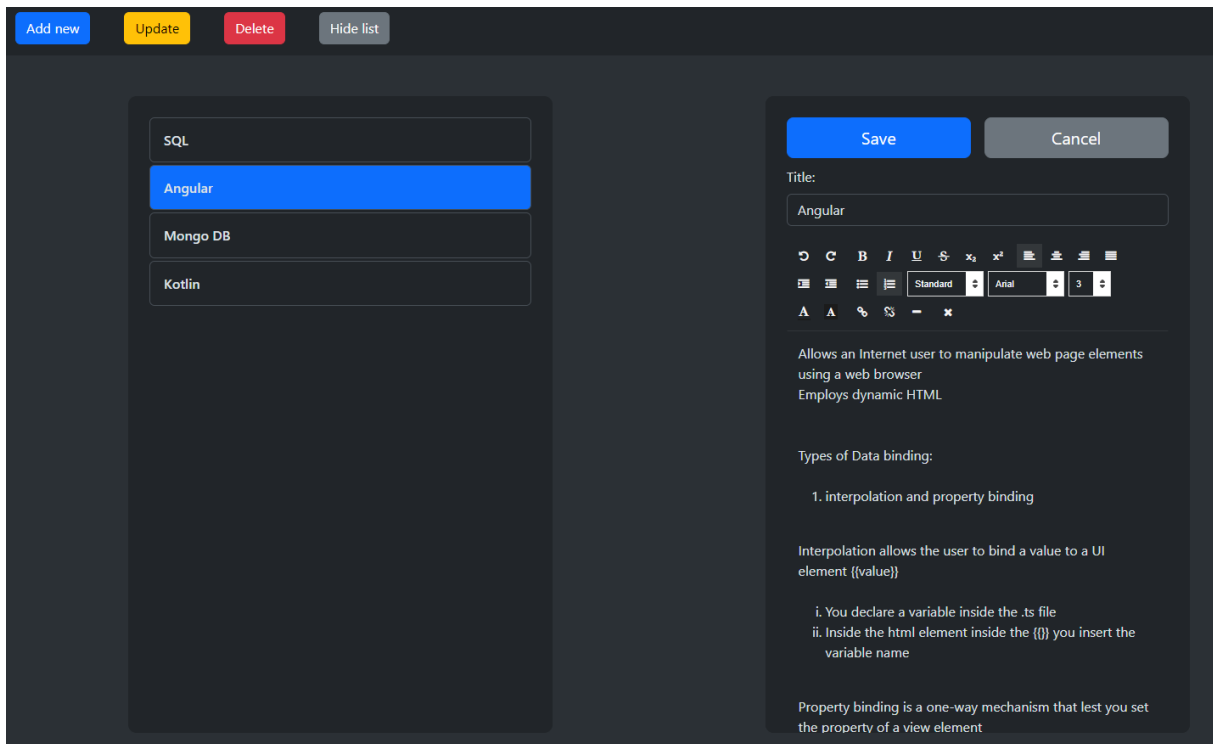 Add new Update Delete Hide list
SQL
Angular
Mongo DB
Kotlin
Save Cancel
Title:
Angular
B I U S x₂ x²
Standard Arial 3
A A
Allows an Internet user to manipulate web page elements
using a web browser
Employs dynamic HTML
Types of Data binding:
1. interpolation and property binding
Interpolation allows the user to bind a value to a UI
element {{value}}
i. You declare a variable inside the .ts file
ii. Inside the html element inside the {{}} you insert the
variable name
Property binding is a one-way mechanism that lest you set
the property of a view element